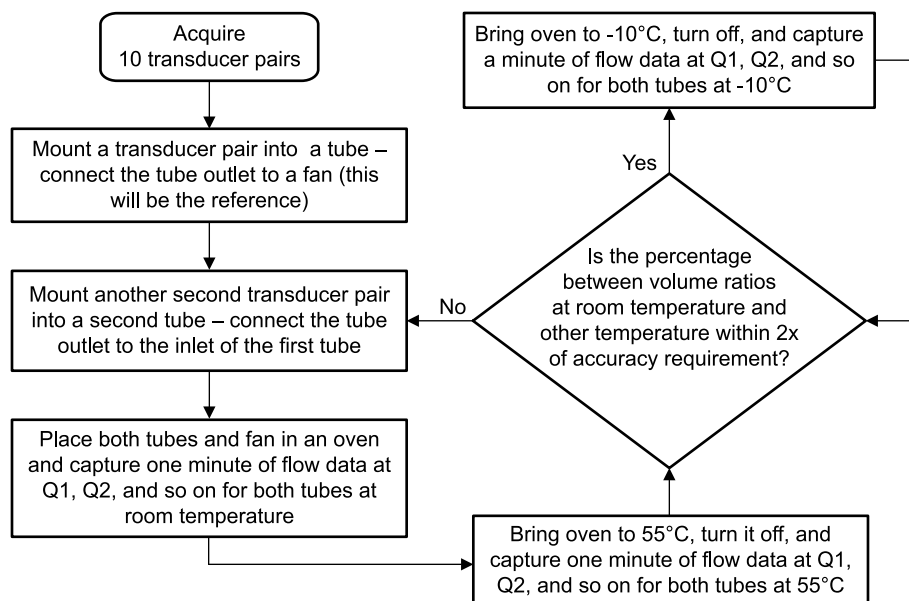 Acquire
10 transducer pairs
Mount a transducer pair into a tube –
connect the tube outlet to a fan (this
will be the reference)
Mount another second transducer pair
into a second tube – connect the tube
outlet to the inlet of the first tube
Place both tubes and fan in an oven
and capture one minute of flow data at
Q1, Q2, and so on for both tubes at
room temperature
Bring oven to 55°C, turn it off, and
capture one minute of flow data at Q1,
Q2, and so on for both tubes at 55°C
Is the percentage
between volume ratios
at room temperature and
other temperature within 2x
of accuracy requirement?
No
Yes
Bring oven to -10°C, turn off, and capture
a minute of flow data at Q1, Q2, and so
on for both tubes at -10°C